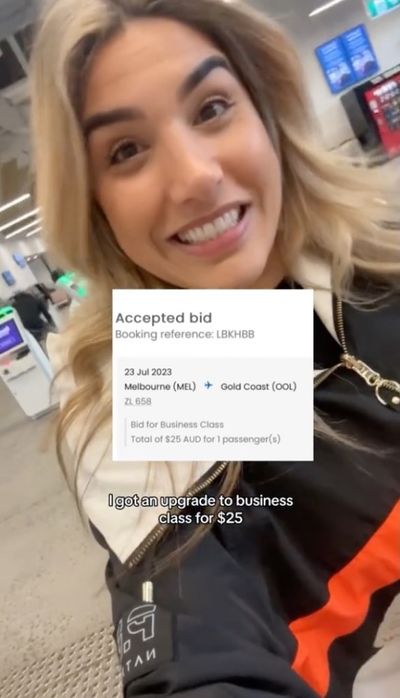 Accepted bid
Booking reference: LBKHBB
23 Jul 2023
Melbourne (MEL) ✈ Gold Coast (OOL)
ZL 658
Bid for Business Class
Total of $25 AUD for 1 passenger(s)
I got an upgrade to business
class for $25